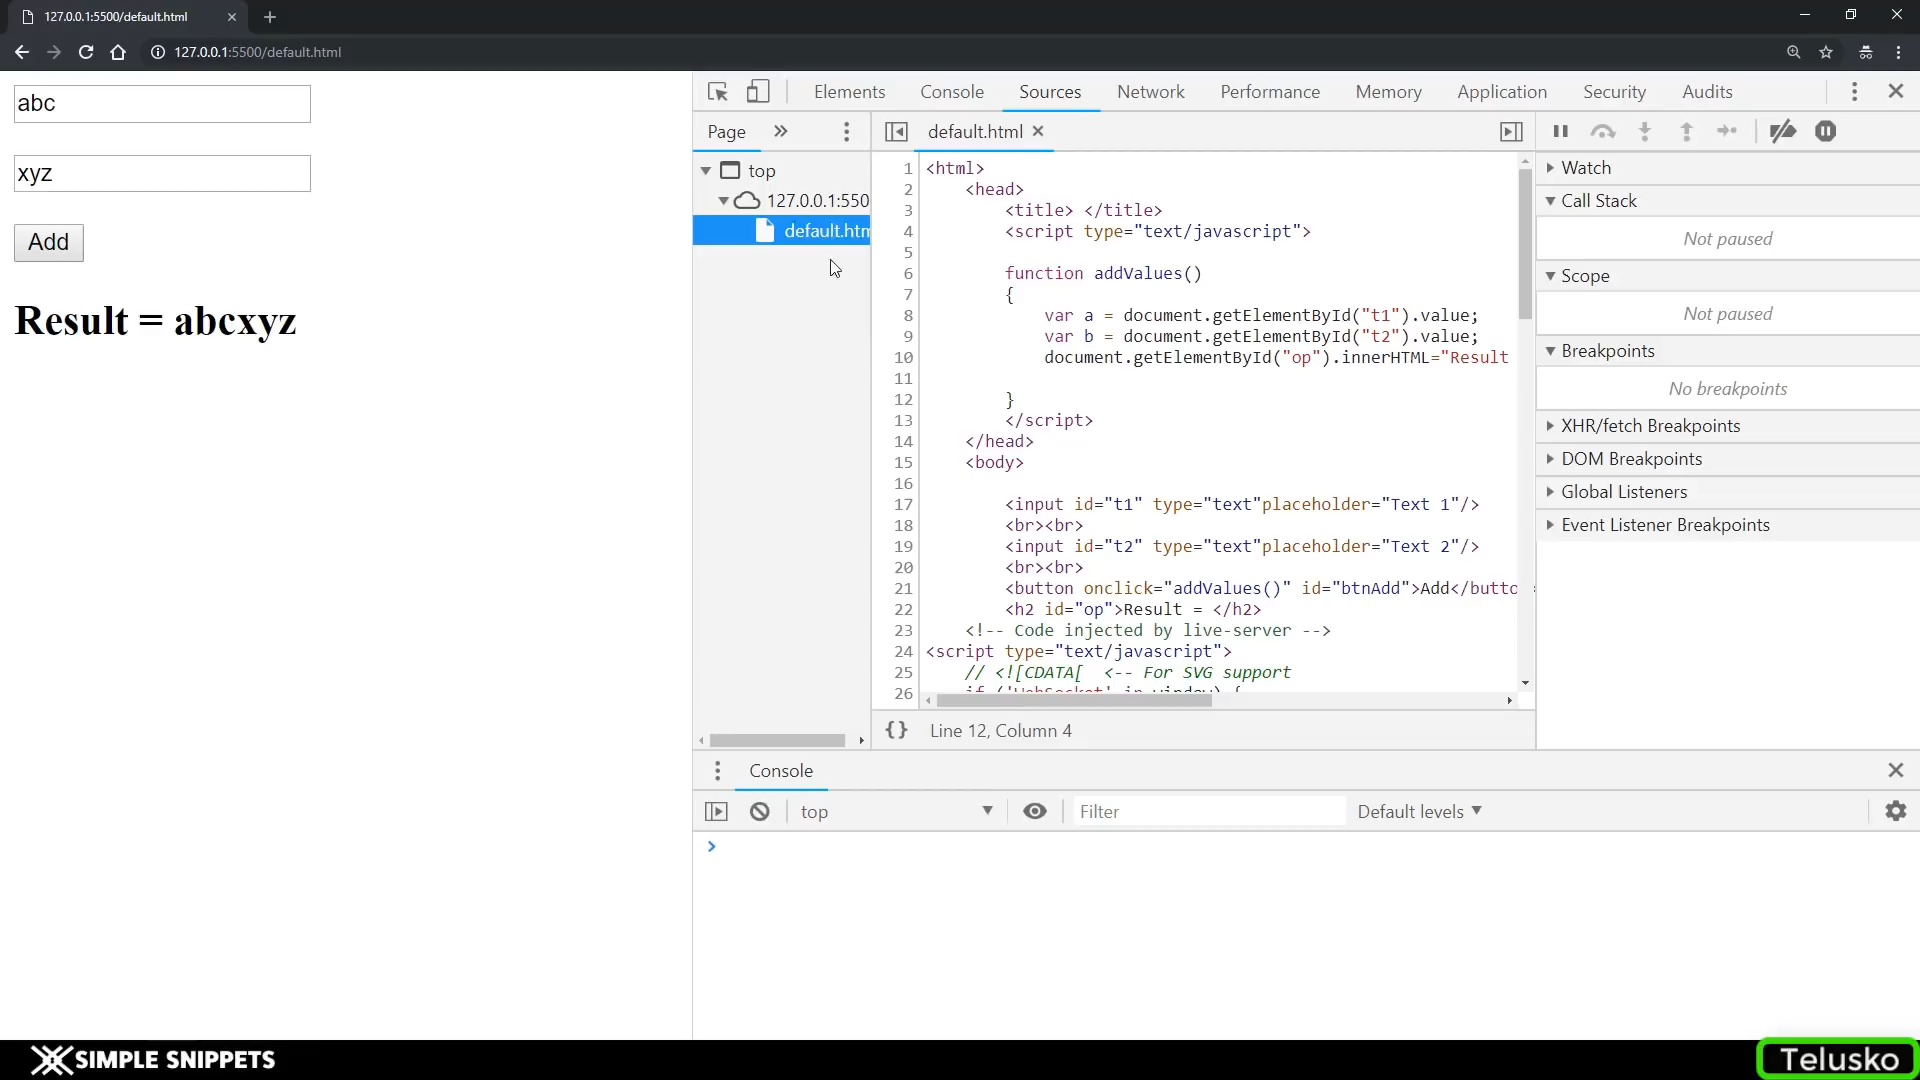 127.0.0.1:5500/default.html
127.0.0.1:5500/default.html
abc
xyz
Add
Result = abcxyz
Elements Console Sources Network Performance Memory Application Security Audits
Page
default.html
top
127.0.0.1:550
default.htm
1 <html>
2 <head>
3 <title> </title>
4 <script type="text/javascript">
5
6 function addValues()
7 {
8 var a = document.getElementById("t1").value;
9 var b = document.getElementById("t2").value;
10 document.getElementById("op").innerHTML="Result
11
12 }
13 </script>
14 </head>
15 <body>
16
17 <input id="t1" type="text"placeholder="Text 1"/>
18 <br><br>
19 <input id="t2" type="text"placeholder="Text 2"/>
20 <br><br>
21 <button onclick="addValues()" id="btnAdd">Add</butto
22 <h2 id="op">Result = </h2>
23 <!-- Code injected by live-server -->
24 <script type="text/javascript">
25 // <![CDATA[ <-- For SVG support
26 if ('WebSocket' in window) {
{} Line 12, Column 4
Watch
Call Stack
Not paused
Scope
Not paused
Breakpoints
No breakpoints
XHR/fetch Breakpoints
DOM Breakpoints
Global Listeners
Event Listener Breakpoints
Console
top
Filter
Default levels
SIMPLE SNIPPETS
Telusko